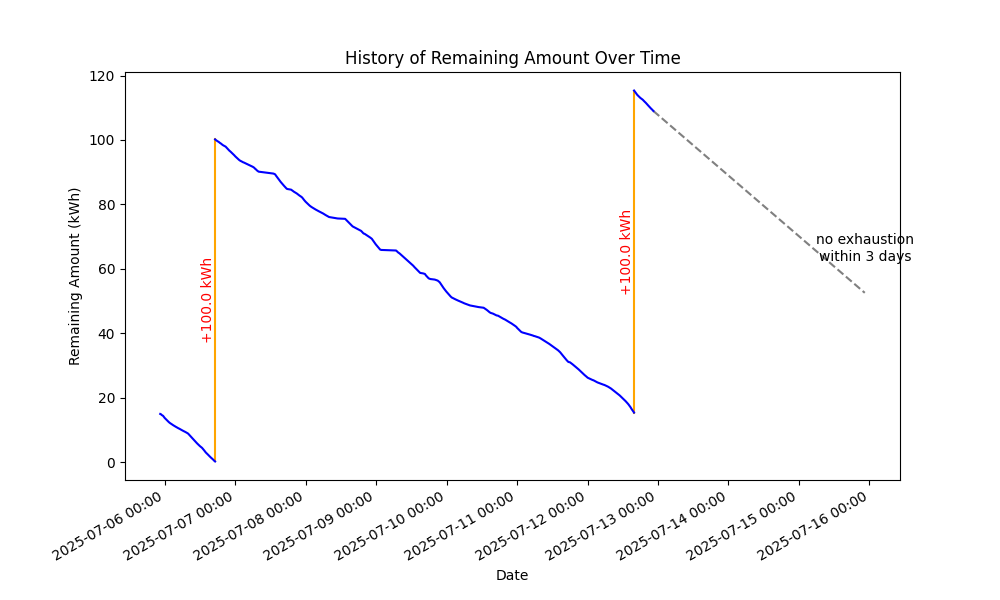 History of Remaining Amount Over Time
Remaining Amount (kWh)
120
100
80
60
40
20
0
+100.0 kWh
+100.0 kWh
no exhaustion
within 3 days
2025-07-06 00:00
2025-07-07 00:00
2025-07-08 00:00
2025-07-09 00:00
2025-07-10 00:00
2025-07-11 00:00
2025-07-12 00:00
2025-07-13 00:00
2025-07-14 00:00
2025-07-15 00:00
2025-07-16 00:00
Date